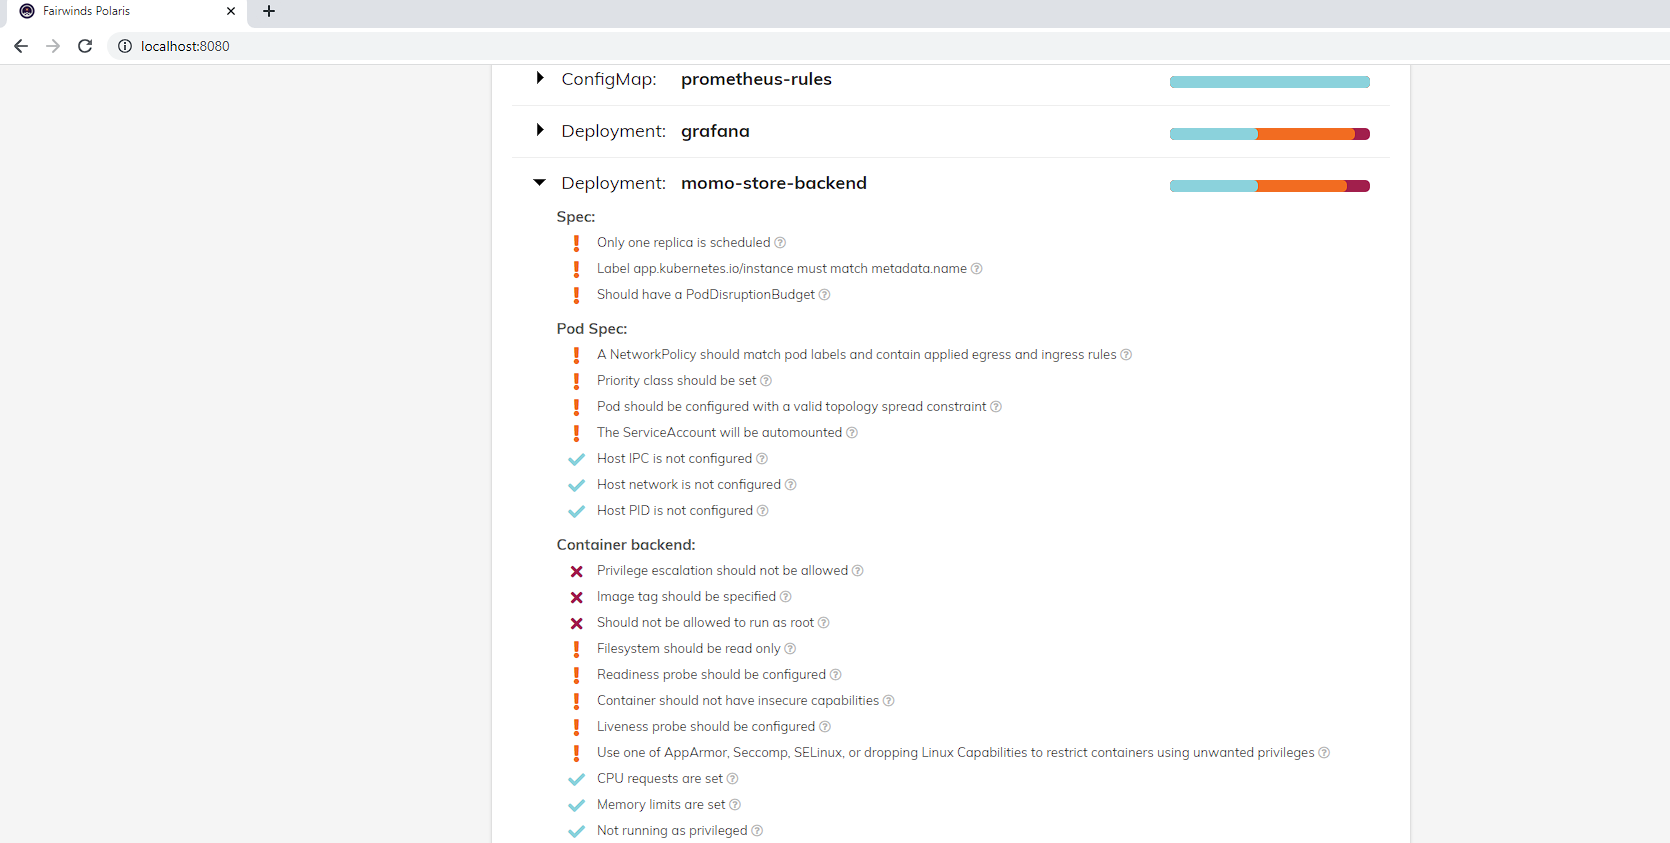 Fairwinds Polaris
localhost:8080
ConfigMap: prometheus-rules
Deployment: grafana
Deployment: momo-store-backend
Spec:
Only one replica is scheduled
Label app.kubernetes.io/instance must match metadata.name
Should have a PodDisruptionBudget
Pod Spec:
A NetworkPolicy should match pod labels and contain applied egress and ingress rules
Priority class should be set
Pod should be configured with a valid topology spread constraint
The ServiceAccount will be automounted
Host IPC is not configured
Host network is not configured
Host PID is not configured
Container backend:
Privilege escalation should not be allowed
Image tag should be specified
Should not be allowed to run as root
Filesystem should be read only
Readiness probe should be configured
Container should not have insecure capabilities
Liveness probe should be configured
Use one of AppArmor, Seccomp, SELinux, or dropping Linux Capabilities to restrict containers using unwanted privileges
CPU requests are set
Memory limits are set
Not running as privileged